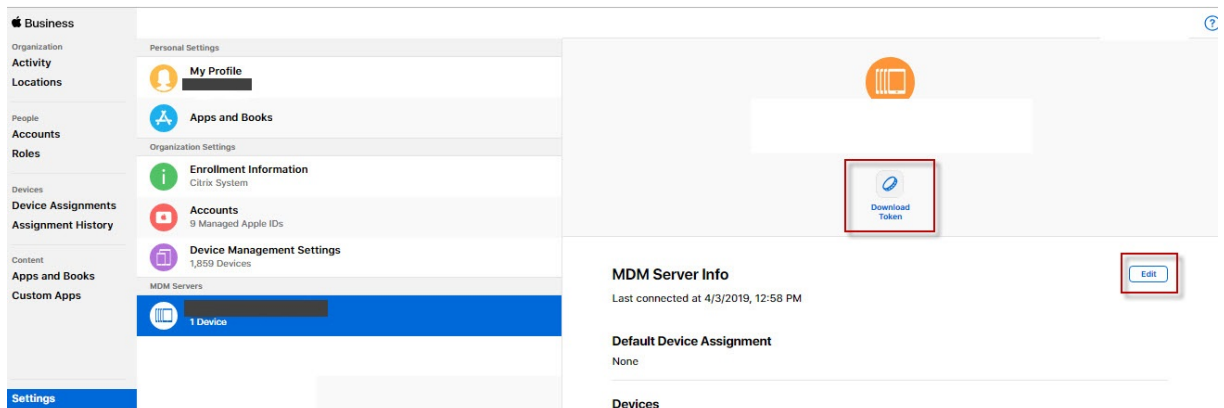 Business
Organization
Activity
Locations
People
Accounts
Roles
Devices
Device Assignments
Assignment History
Content
Apps and Books
Custom Apps
Settings
Personal Settings
My Profile
Apps and Books
Organization Settings
Enrollment Information
Citrix System
Accounts
9 Managed Apple IDs
Device Management Settings
1,859 Devices
MDM Servers
1 Device
?
Download
Token
MDM Server Info
Edit
Last connected at 4/3/2019, 12:58 PM
Default Device Assignment
None
Devices